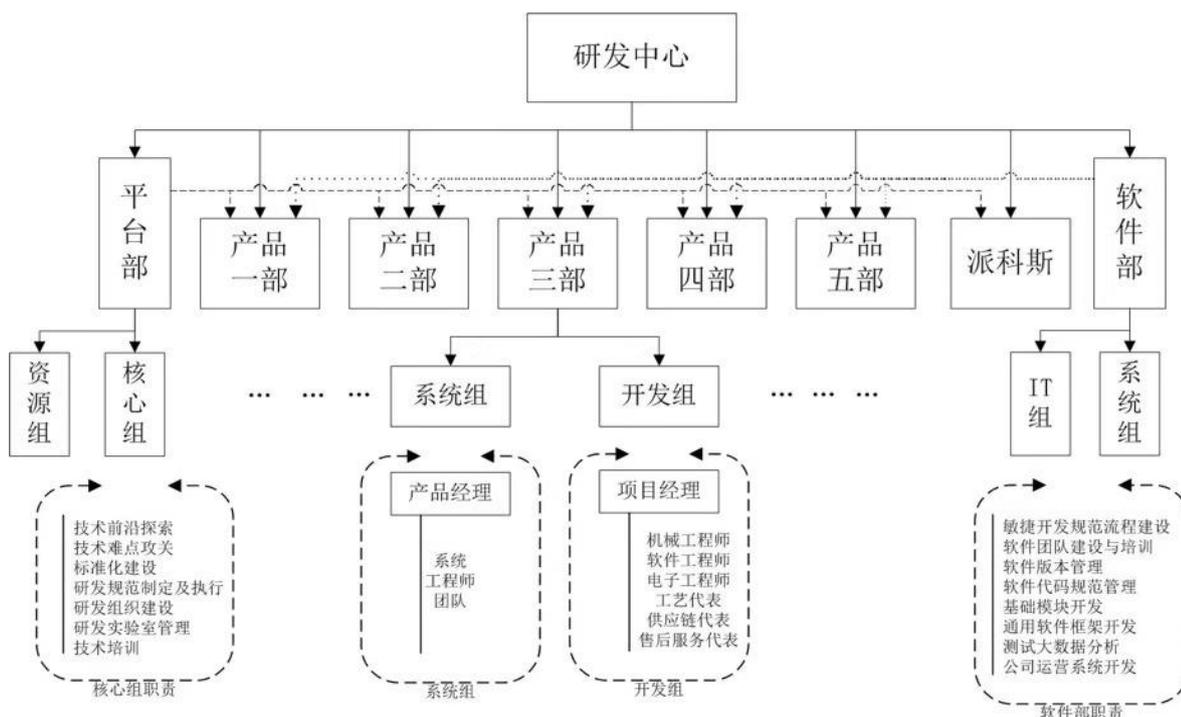 研发中心
平台部
产品
一部
产品
二部
产品
三部
产品
四部
产品
五部
派科斯
软件部
资源组
核心组
… … …
系统组
开发组
… … …
IT
组
系统组
产品经理
系统
工程师
团队
项目经理
机械工程师
软件工程师
电子工程师
工艺代表
供应链代表
售后服务代表
技术前沿探索
技术难点攻关
标准化建设
研发规范制定及执行
研发组织建设
研发实验室管理
技术培训
敏捷开发规范流程建设
软件团队建设与培训
软件版本管理
软件代码规范管理
基础模块开发
通用软件框架开发
测试大数据分析
公司运营系统开发
核心组职责
系统组
开发组
软件部职责